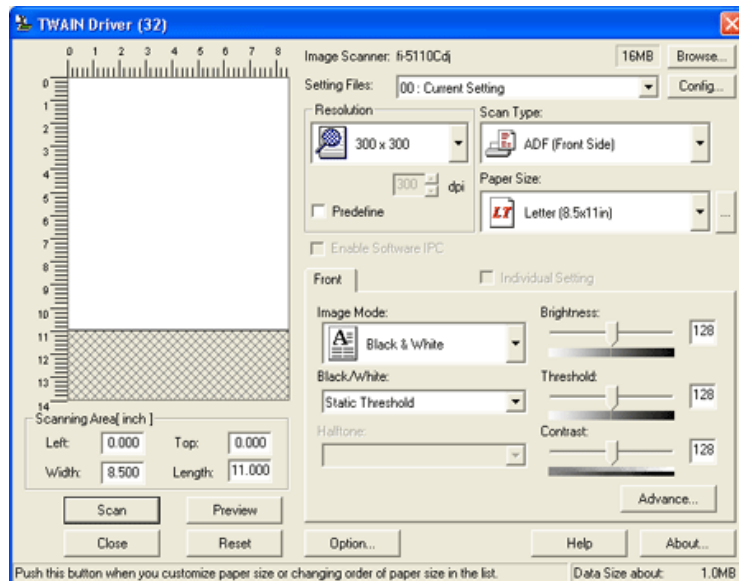 TWAIN Driver (32)
0 1 2 3 4 5 6 7 8
0
1
2
3
4
5
6
7
8
9
10
11
12
13
14
Image Scanner: fi-5110Cdj 16MB Browse...
Setting Files: 00 : Current Setting Config...
Resolution Scan Type:
300 x 300 ADF (Front Side)
300 dpi Paper Size:
Predefine LT Letter (8.5x11in) ...
Enable Software IPC
Front Individual Setting
Image Mode: Brightness:
A Black & White 128
Black/White: Threshold:
Static Threshold 128
Halftone: Contrast:
128
Advance...
Scanning Area[ inch ]
Left: 0.000 Top: 0.000
Width: 8.500 Length: 11.000
Scan Preview
Close Reset Option... Help About...
Push this button when you customize paper size or changing order of paper size in the list. Data Size about: 1.0MB